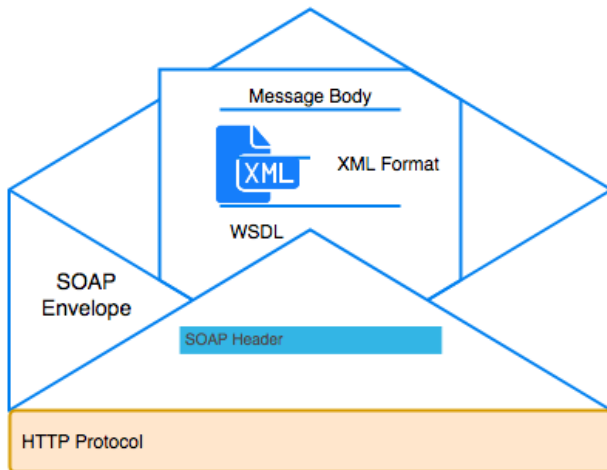 Message Body
XML
XML Format
WSDL
SOAP
Envelope
SOAP Header
HTTP Protocol